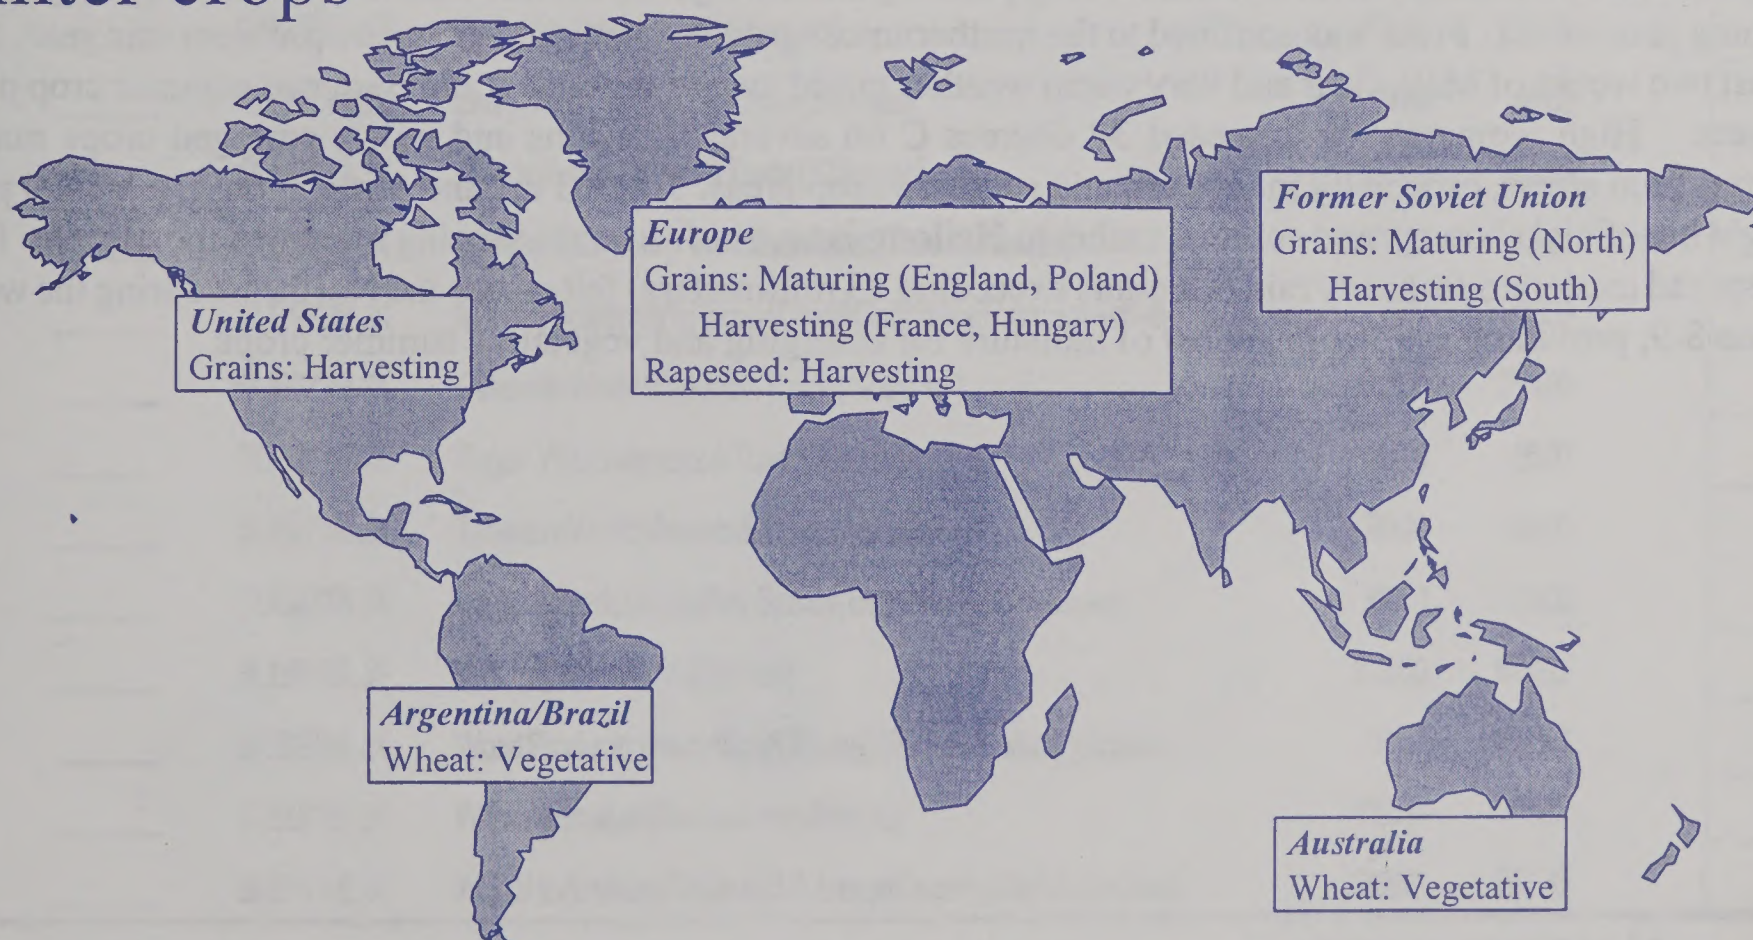 crops
United States
Grains: Harvesting
Europe
Grains: Maturing (England, Poland)
Harvesting (France, Hungary)
Rapeseed: Harvesting
Former Soviet Union
Grains: Maturing (North)
Harvesting (South)
Argentina/Brazil
Wheat: Vegetative
Australia
Wheat: Vegetative